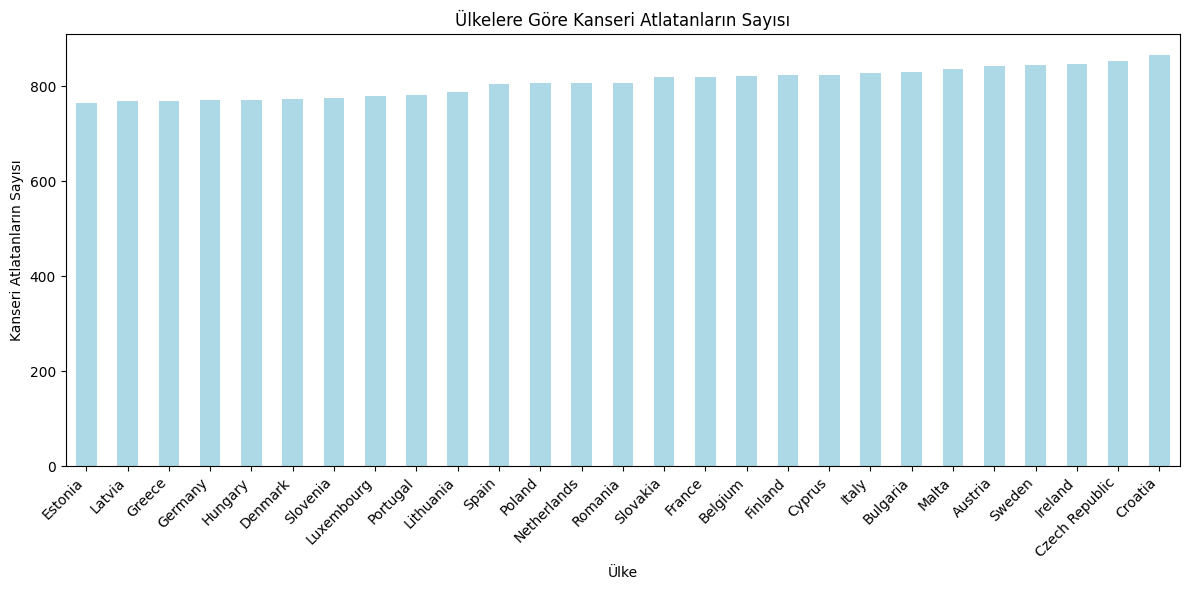 Ülkelere Göre Kanseri Atlatanların Sayısı
Kanseri Atlatanların Sayısı
800
600
400
200
0
Estonia
Latvia
Greece
Germany
Hungary
Denmark
Slovenia
Luxembourg
Portugal
Lithuania
Spain
Poland
Netherlands
Romania
Slovakia
France
Belgium
Finland
Cyprus
Italy
Bulgaria
Malta
Austria
Sweden
Ireland
Czech Republic
Croatia
Ülke